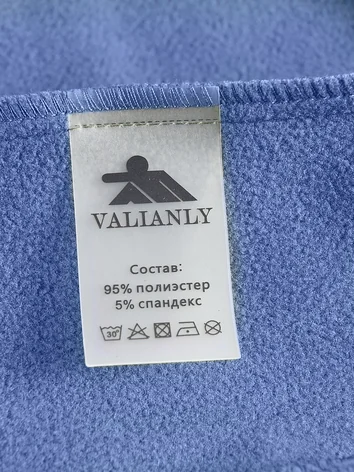 VALIANLY
Состав:
95% полиэстер
5% спандекс
30°